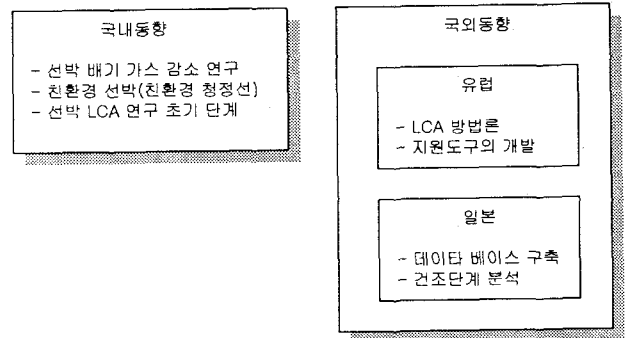 국내동향
- 선박 배기 가스 감소 연구
- 친환경 선박(친환경 청정선)
- 선박 LCA 연구 초기 단계
국외동향
유럽
- LCA 방법론
- 지원도구의 개발
일본
- 데이타 베이스 구축
- 건조단계 분석